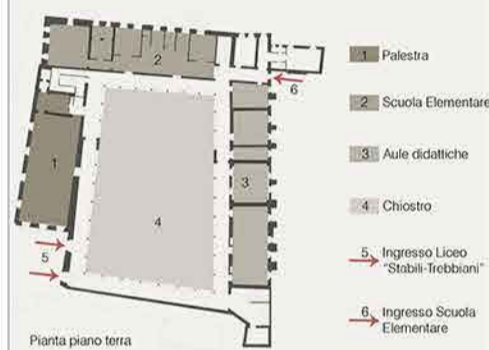 2
6
1
3
4
5
Pianta piano terra
1 Palestra
2 Scuola Elementare
3 Aule didattiche
4 Chiostro
5 Ingresso Liceo
"Stabili-Trebbiani"
6 Ingresso Scuola
Elementare